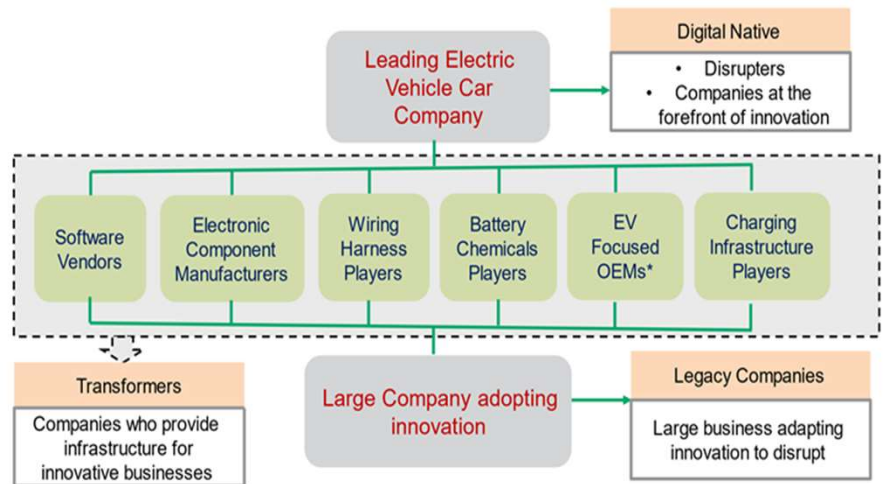 Leading Electric
Vehicle Car
Company
Digital Native
• Disrupters
• Companies at the
forefront of innovation
Software
Vendors
Electronic
Component
Manufacturers
Wiring
Harness
Players
Battery
Chemicals
Players
EV
Focused
OEMs*
Charging
Infrastructure
Players
Transformers
Companies who provide
infrastructure for
innovative businesses
Large Company adopting
innovation
Legacy Companies
Large business adapting
innovation to disrupt